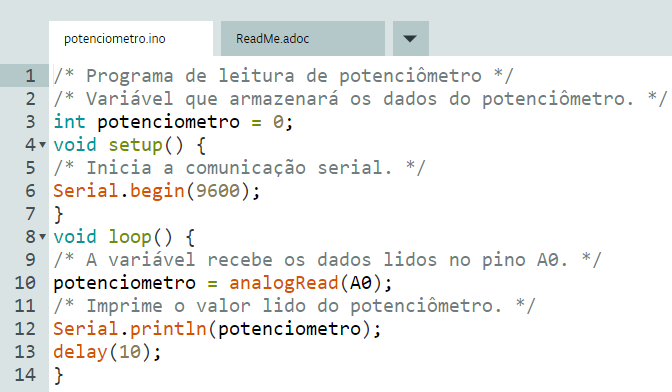 potenciometro.ino ReadMe.adoc
1 /* Programa de leitura de potenciômetro */
2 /* Variável que armazenará os dados do potenciômetro. */
3 int potenciometro = 0;
4 void setup() {
5 /* Inicia a comunicação serial. */
6 Serial.begin(9600);
7 }
8 void loop() {
9 /* A variável recebe os dados lidos no pino A0. */
10 potenciometro = analogRead(A0);
11 /* Imprime o valor lido do potenciômetro. */
12 Serial.println(potenciometro);
13 delay(10);
14 }